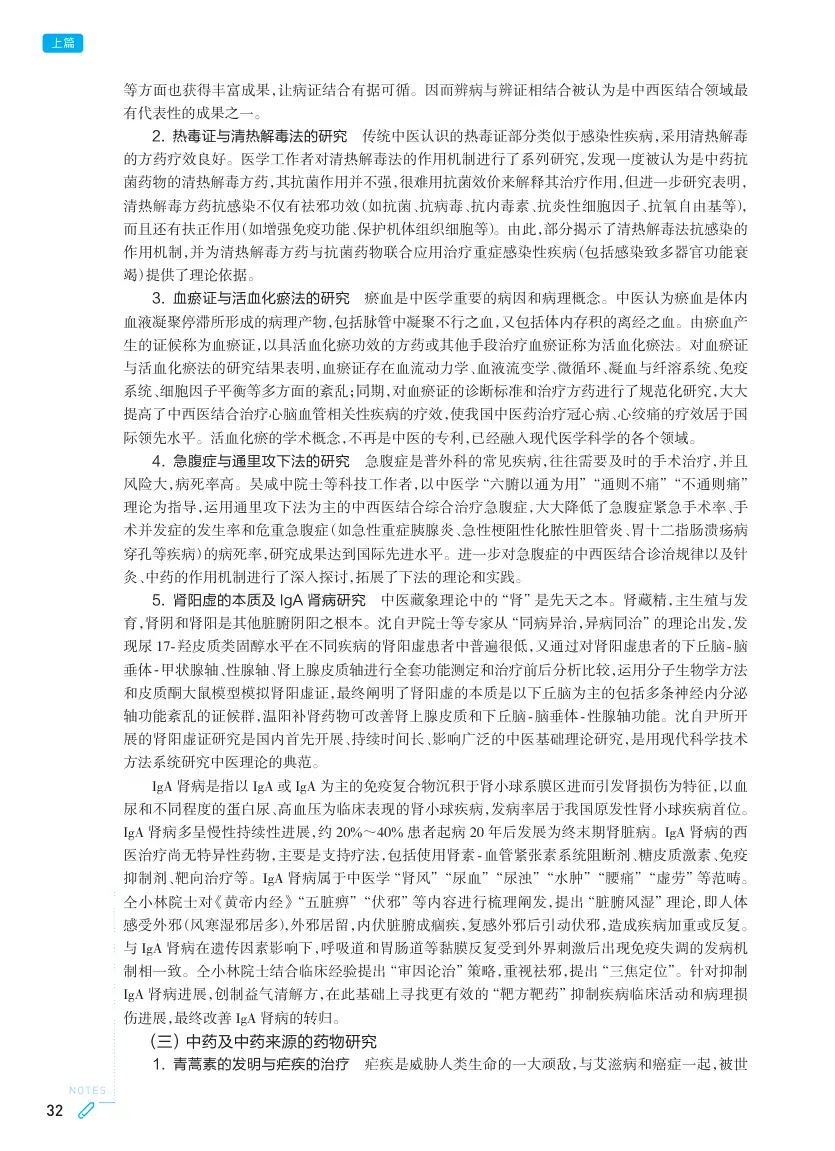 上篇
等方面也获得丰富成果,让病证结合有据可循。因而辨病与辨证相结合被认为是中西医结合领域最
有代表性的成果之一。
2. 热毒证与清热解毒法的研究 传统中医认识的热毒证部分类似于感染性疾病,采用清热解毒
的方药疗效良好。医学工作者对清热解毒法的作用机制进行了系列研究,发现一度被认为是中药抗
菌药物的清热解毒方药,其抗菌作用并不强,很难用抗菌效价来解释其治疗作用,但进一步研究表明,
清热解毒方药抗感染不仅有祛邪功效(如抗菌、抗病毒、抗内毒素、抗炎性细胞因子、抗氧自由基等),
而且还有扶正作用(如增强免疫功能、保护机体组织细胞等)。由此,部分揭示了清热解毒法抗感染的
作用机制,并为清热解毒方药与抗菌药物联合应用治疗重症感染性疾病(包括感染致多器官功能衰
竭)提供了理论依据。
3. 血瘀证与活血化瘀法的研究 瘀血是中医学重要的病因和病理概念。中医认为瘀血是体内
血液凝聚停滞所形成的病理产物,包括脉管中凝聚不行之血,又包括体内存积的离经之血。由瘀血产
生的证候称为血瘀证,以具活血化瘀功效的方药或其他手段治疗血瘀证称为活血化瘀法。对血瘀证
与活血化瘀法的研究结果表明,血瘀证存在血流动力学、血液流变学、微循环、凝血与纤溶系统、免疫
系统、细胞因子平衡等多方面的紊乱;同期,对血瘀证的诊断标准和治疗方药进行了规范化研究,大大
提高了中西医结合治疗心脑血管相关性疾病的疗效,使我国中医药治疗冠心病、心绞痛的疗效居于国
际领先水平。活血化瘀的学术概念,不再是中医的专利,已经融入现代医学科学的各个领域。
4. 急腹症与通里攻下法的研究 急腹症是普外科的常见疾病,往往需要及时的手术治疗,并且
风险大,病死率高。吴咸中院士等科技工作者,以中医学“六腑以通为用”“通则不痛”“不通则痛”
理论为指导,运用通里攻下法为主的中西医结合综合治疗急腹症,大大降低了急腹症紧急手术率、手
术并发症的发生率和危重急腹症(如急性重症胰腺炎、急性梗阻性化脓性胆管炎、胃十二指肠溃疡病
穿孔等疾病)的病死率,研究成果达到国际先进水平。进一步对急腹症的中西医结合诊治规律以及针
灸、中药的作用机制进行了深入探讨,拓展了下法的理论和实践。
5. 肾阳虚的本质及 IgA 肾病研究 中医藏象理论中的“肾”是先天之本。肾藏精,主生殖与发
育,肾阴和肾阳是其他脏腑阴阳之根本。沈自尹院士等专家从“同病异治,异病同治”的理论出发,发
现尿 17-羟皮质类固醇水平在不同疾病的肾阳虚患者中普遍很低,又通过对肾阳虚患者的下丘脑-脑
垂体-甲状腺轴、性腺轴、肾上腺皮质轴进行全套功能测定和治疗前后分析比较,运用分子生物学方法
和皮质酮大鼠模型模拟肾阳虚证,最终阐明了肾阳虚的本质是以下丘脑为主的包括多条神经内分泌
轴功能紊乱的证候群,温阳补肾药物可改善肾上腺皮质和下丘脑-脑垂体-性腺轴功能。沈自尹所开
展的肾阳虚证研究是国内首先开展、持续时间长、影响广泛的中医基础理论研究,是用现代科学技术
方法系统研究中医理论的典范。
IgA 肾病是指以 IgA 或 IgA 为主的免疫复合物沉积于肾小球系膜区进而引发肾损伤为特征,以血
尿和不同程度的蛋白尿、高血压为临床表现的肾小球疾病,发病率居于我国原发性肾小球疾病首位。
IgA 肾病多呈慢性持续性进展,约 20%～40% 患者起病 20 年后发展为终末期肾脏病。IgA 肾病的西
医治疗尚无特异性药物,主要是支持疗法,包括使用肾素-血管紧张素系统阻断剂、糖皮质激素、免疫
抑制剂、靶向治疗等。IgA 肾病属于中医学“肾风”“尿血”“尿浊”“水肿”“腰痛”“虚劳”等范畴。
仝小林院士对《黄帝内经》“五脏痹”“伏邪”等内容进行梳理阐发,提出“脏腑风湿”理论,即人体
感受外邪(风寒湿邪居多),外邪居留,内伏脏腑成痼疾,复感外邪后引动伏邪,造成疾病加重或反复。
与 IgA 肾病在遗传因素影响下,呼吸道和胃肠道等黏膜反复受到外界刺激后出现免疫失调的发病机
制相一致。仝小林院士结合临床经验提出“审因论治”策略,重视祛邪,提出“三焦定位”。针对抑制
IgA 肾病进展,创制益气清解方,在此基础上寻找更有效的“靶方靶药”抑制疾病临床活动和病理损
伤进展,最终改善 IgA 肾病的转归。
(三) 中药及中药来源的药物研究
1. 青蒿素的发明与疟疾的治疗 疟疾是威胁人类生命的一大顽敌,与艾滋病和癌症一起,被世
NOTES
32